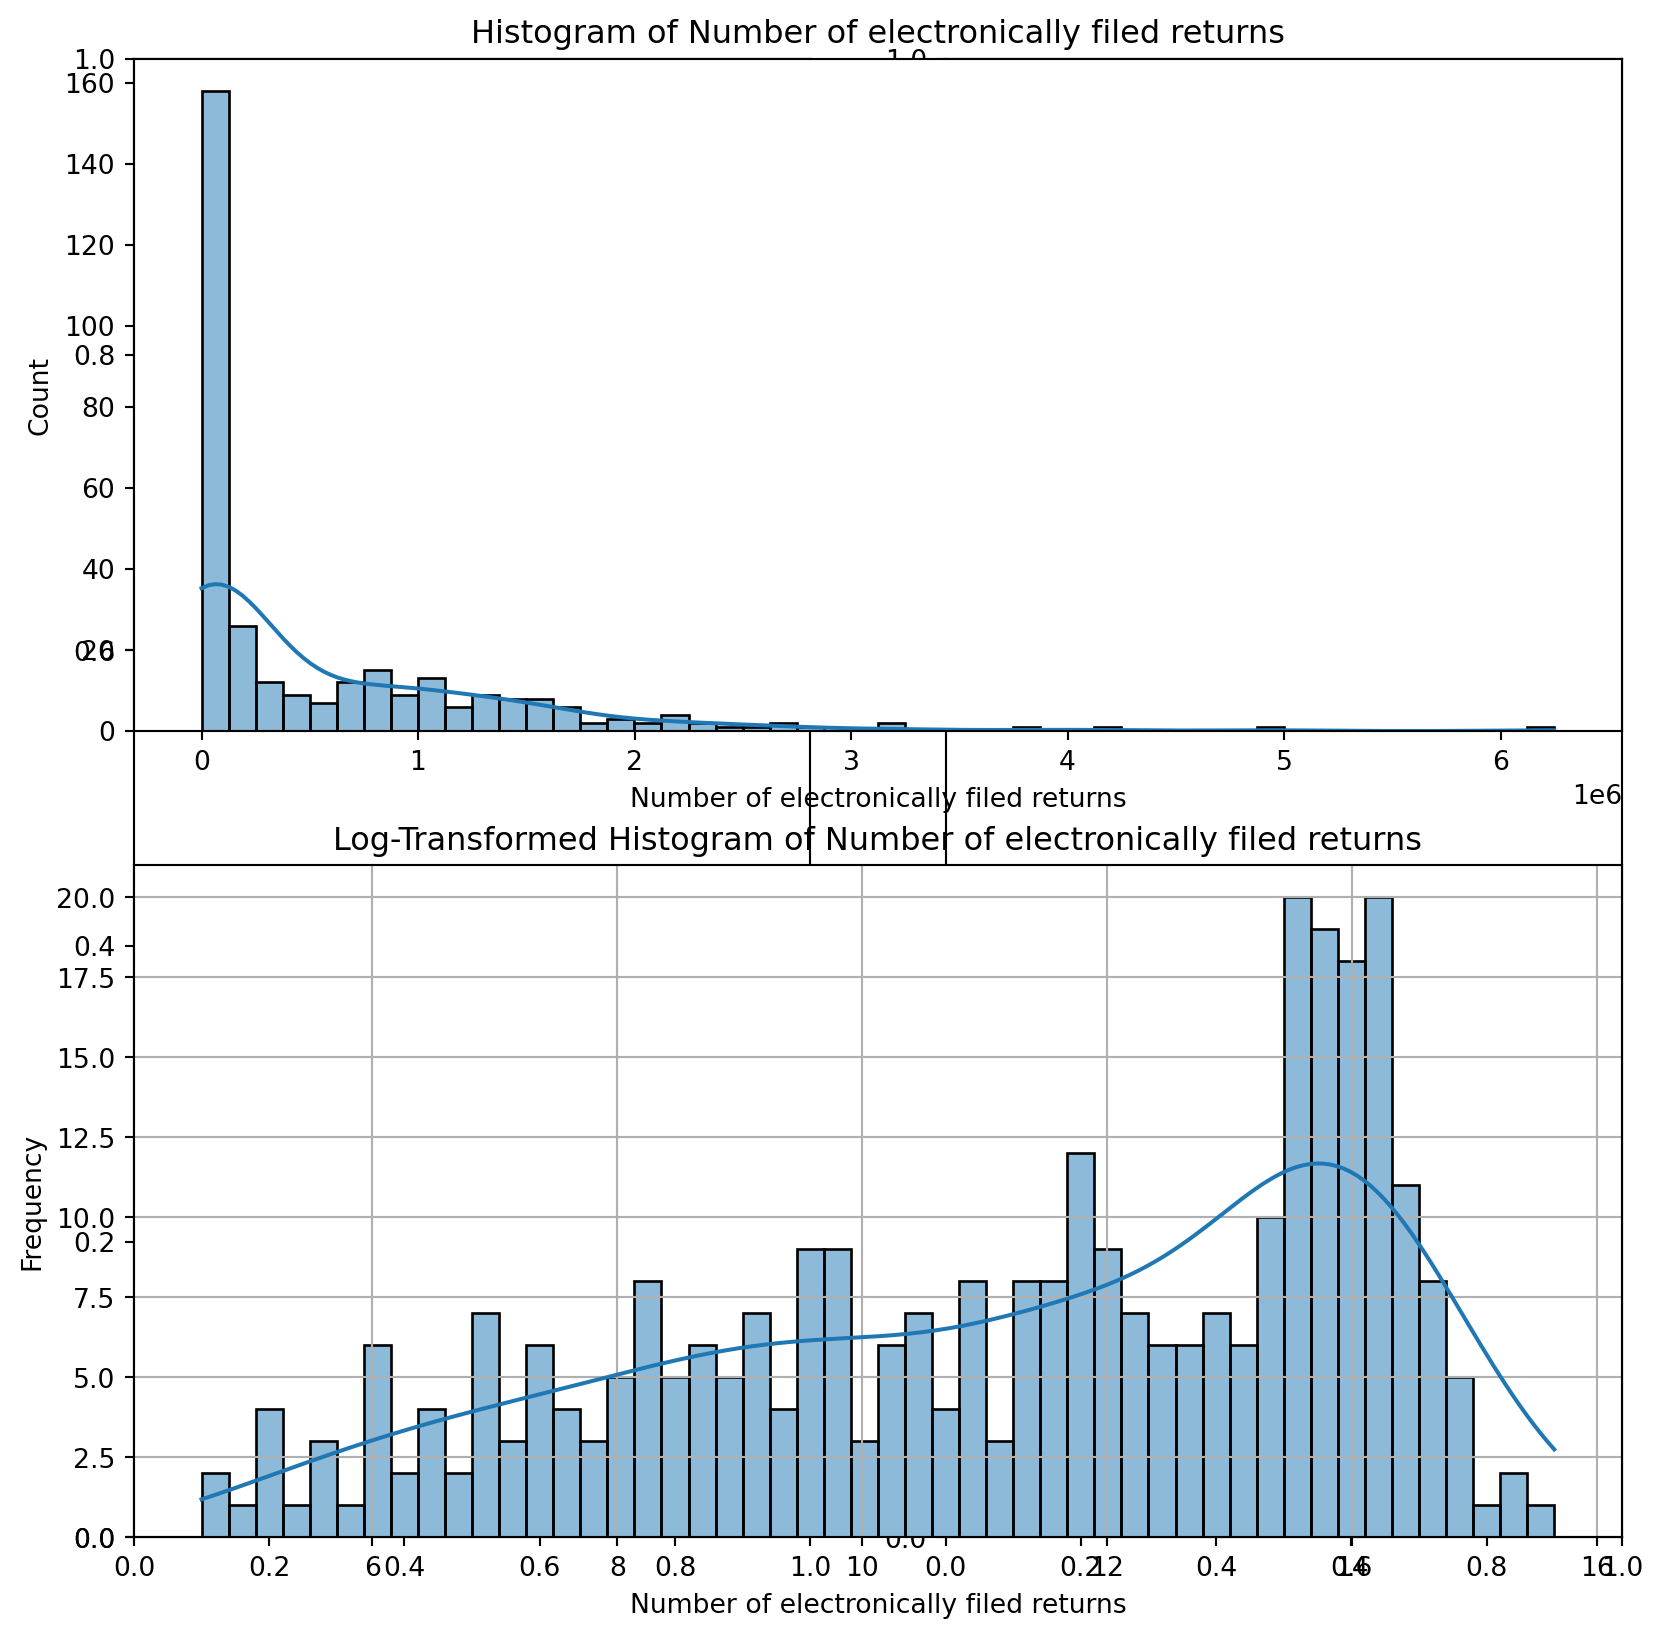 Histogram of Number of electronically filed returns
1.0
1.0
160
140
120
100
0.8
Count
80
60
40
20
0.6
0
0 1 2 3 4 5 6
1e6
Number of electronically filed returns
Log-Transformed Histogram of Number of electronically filed returns
20.0
0.4
17.5
15.0
12.5
Frequency
10.0
0.2
7.5
5.0
2.5
0.0
0.0
0.0 0.2 6 0.4 0.6 8 0.8 1.0 10 0.0 0.2 12 0.4 0.6 14 0.8 16 1.0
Number of electronically filed returns